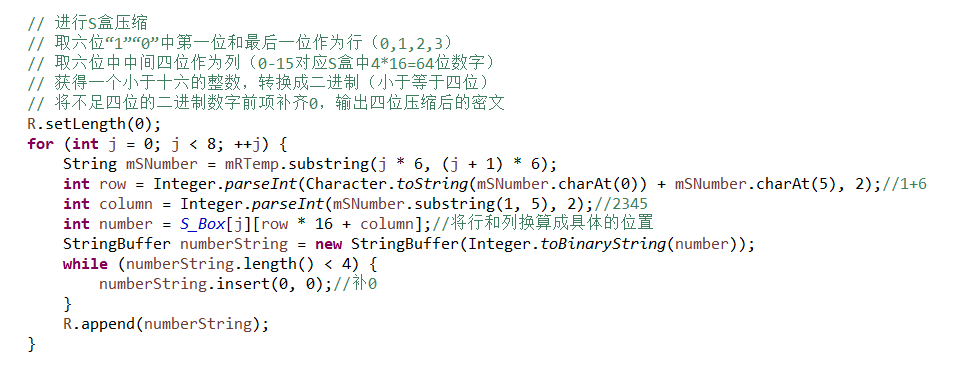 // 进行S盒压缩
// 取六位“1”“0”中第一位和最后一位作为行（0,1,2,3）
// 取六位中中间四位作为列（0-15对应S盒中4*16=64位数字）
// 获得一个小于十六的整数，转换成二进制（小于等于四位）
// 将不足四位的二进制数字前项补齐0，输出四位压缩后的密文
R.setLength(0);
for (int j = 0; j < 8; ++j) {
    String mSNumber = mRTemp.substring(j * 6, (j + 1) * 6);
    int row = Integer.parseInt(Character.toString(mSNumber.charAt(0)) + mSNumber.charAt(5), 2);//1+6
    int column = Integer.parseInt(mSNumber.substring(1, 5), 2);//2345
    int number = S_Box[j][row * 16 + column];//将行和列换算成具体的位置
    StringBuffer numberString = new StringBuffer(Integer.toBinaryString(number));
    while (numberString.length() < 4) {
        numberString.insert(0, 0);//补0
    }
    R.append(numberString);
}